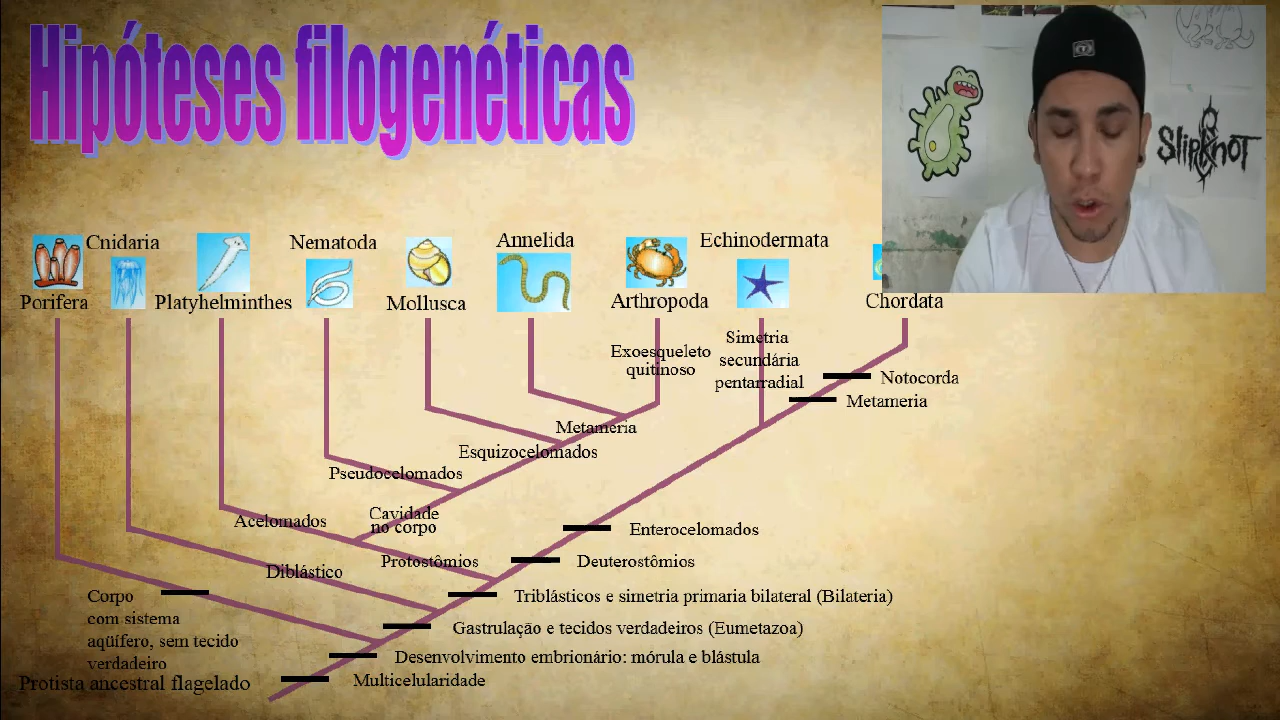 Hipóteses filogenéticas
SlipKnoT
Cnidaria
Nematoda
Annelida
Echinodermata
Porifera
Platyhelminthes
Mollusca
Arthropoda
Chordata
Exoesqueleto
quitinoso
Simetria
secundária
pentarradial
Notocorda
Metameria
Metameria
Esquizocelomados
Pseudocelomados
Cavidade
no corpo
Acelomados
Enterocelomados
Protostômios
Deuterostômios
Diblástico
Triblásticos e simetria primaria bilateral (Bilateria)
Corpo
com sistema
aqüífero, sem tecido
verdadeiro
Gastrulação e tecidos verdadeiros (Eumetazoa)
Desenvolvimento embrionário: mórula e blástula
Protista ancestral flagelado
Multicelularidade